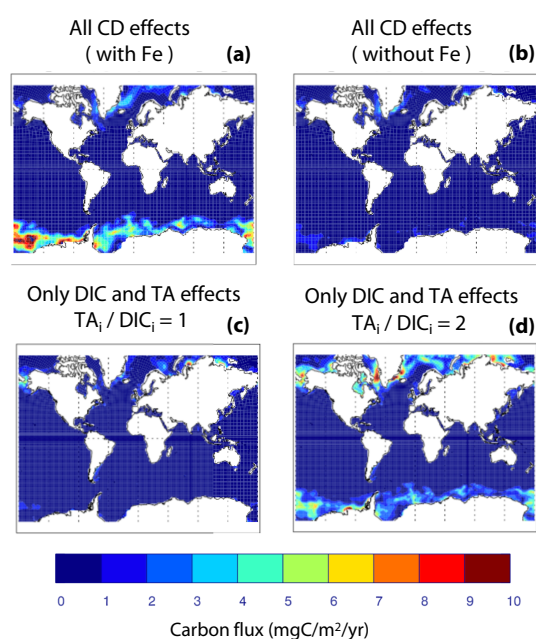 All CD effects
( with Fe )
(a)
All CD effects
( without Fe )
(b)
Only DIC and TA effects
TAi / DICi = 1
(c)
Only DIC and TA effects
TAi / DICi = 2
(d)
0 1 2 3 4 5 6 7 8 9 10
Carbon flux (mgC/m²/yr)